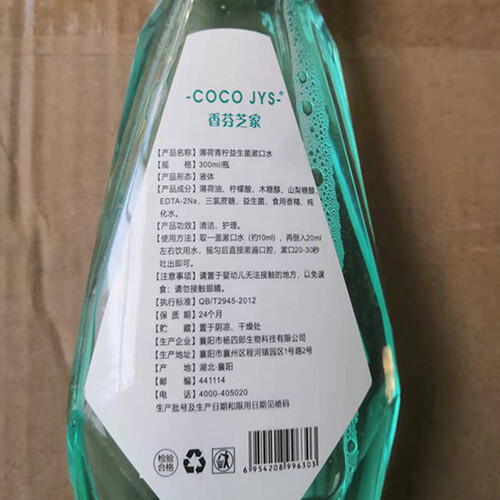 -COCO JYS-®
香芬芝家
【产品名称】薄荷青柠益生菌漱口水
【规 格】300ml/瓶
【产品形态】液体
【产品成分】薄荷油、柠檬酸、木糖醇、山梨糖醇、
EDTA-2Na、三氯蔗糖、益生菌、食用香精、纯
化水。
【产品功效】清洁、护理。
【使用方法】取一盖漱口水（约10ml），再倒入20ml
左右饮用水，摇匀后直接漱遍口腔，漱口20-30秒
吐出即可。
【注意事项】请置于婴幼儿无法接触的地方，以免误
食；请勿接触眼睛。
【执行标准】QB/T2945-2012
【保 质 期】24个月
【贮 藏】置于阴凉、干燥处
【生产企业】襄阳市杨四郎生物科技有限公司
【生产地址】襄阳市襄州区程河镇园区1号路2号
【产 地】湖北·襄阳
【邮 编】441114
【电 话】4000-405020
生产批号及生产日期和限用日期见喷码
检验
合格
6 954208 996303